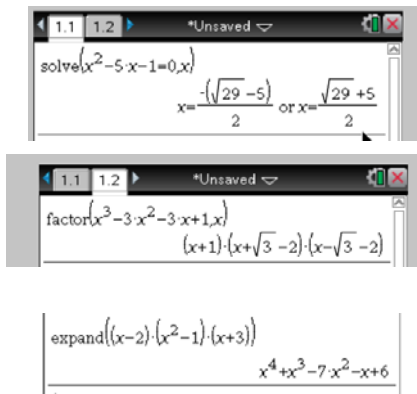 1.1 1.2 *Unsaved
solve(x²-5·x-1=0,x)
x=-(√29 -5)/2 or x=(√29 +5)/2
1.1 1.2 *Unsaved
factor(x³-3·x²-3·x+1,x)
(x+1)·(x+√3 -2)·(x-√3 -2)
expand((x-2)·(x²-1)·(x+3))
x⁴+x³-7·x²-x+6